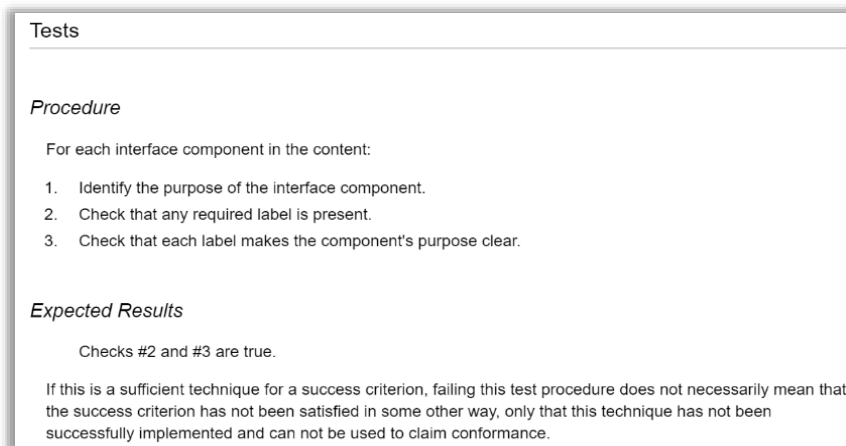 Tests
Procedure
For each interface component in the content:
1. Identify the purpose of the interface component.
2. Check that any required label is present.
3. Check that each label makes the component's purpose clear.
Expected Results
Checks #2 and #3 are true.
If this is a sufficient technique for a success criterion, failing this test procedure does not necessarily mean that
the success criterion has not been satisfied in some other way, only that this technique has not been
successfully implemented and can not be used to claim conformance.